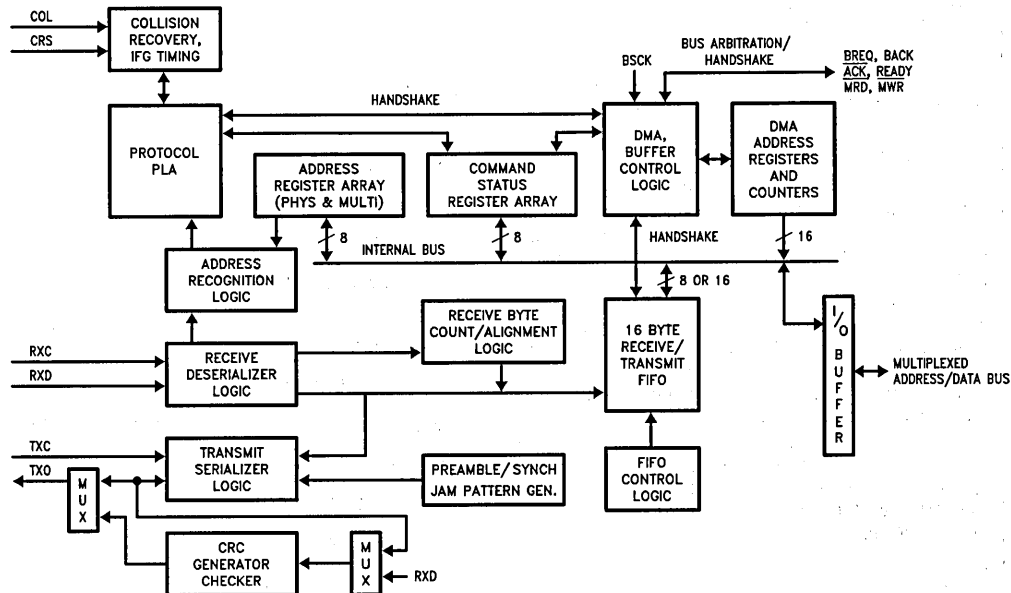 COL
CRS
COLLISION
RECOVERY,
IFG TIMING
BUS ARBITRATION/
HANDSHAKE
BSCK
BREQ, BACK
ACK, READY
MRD, MWR
HANDSHAKE
PROTOCOL
PLA
ADDRESS
REGISTER ARRAY
(PHYS & MULTI)
COMMAND
STATUS
REGISTER ARRAY
DMA,
BUFFER
CONTROL
LOGIC
DMA
ADDRESS
REGISTERS
AND
COUNTERS
8
8
HANDSHAKE
16
INTERNAL BUS
ADDRESS
RECOGNITION
LOGIC
8 OR 16
RECEIVE BYTE
COUNT/ALIGNMENT
LOGIC
16 BYTE
RECEIVE/
TRANSMIT
FIFO
I/O
BUFFER
RXC
RXD
RECEIVE
DESERIALIZER
LOGIC
MULTIPLEXED
ADDRESS/DATA BUS
TXC
TXO
MUX
TRANSMIT
SERIALIZER
LOGIC
PREAMBLE/SYNCH
JAM PATTERN GEN.
FIFO
CONTROL
LOGIC
CRC
GENERATOR
CHECKER
MUX
RXD